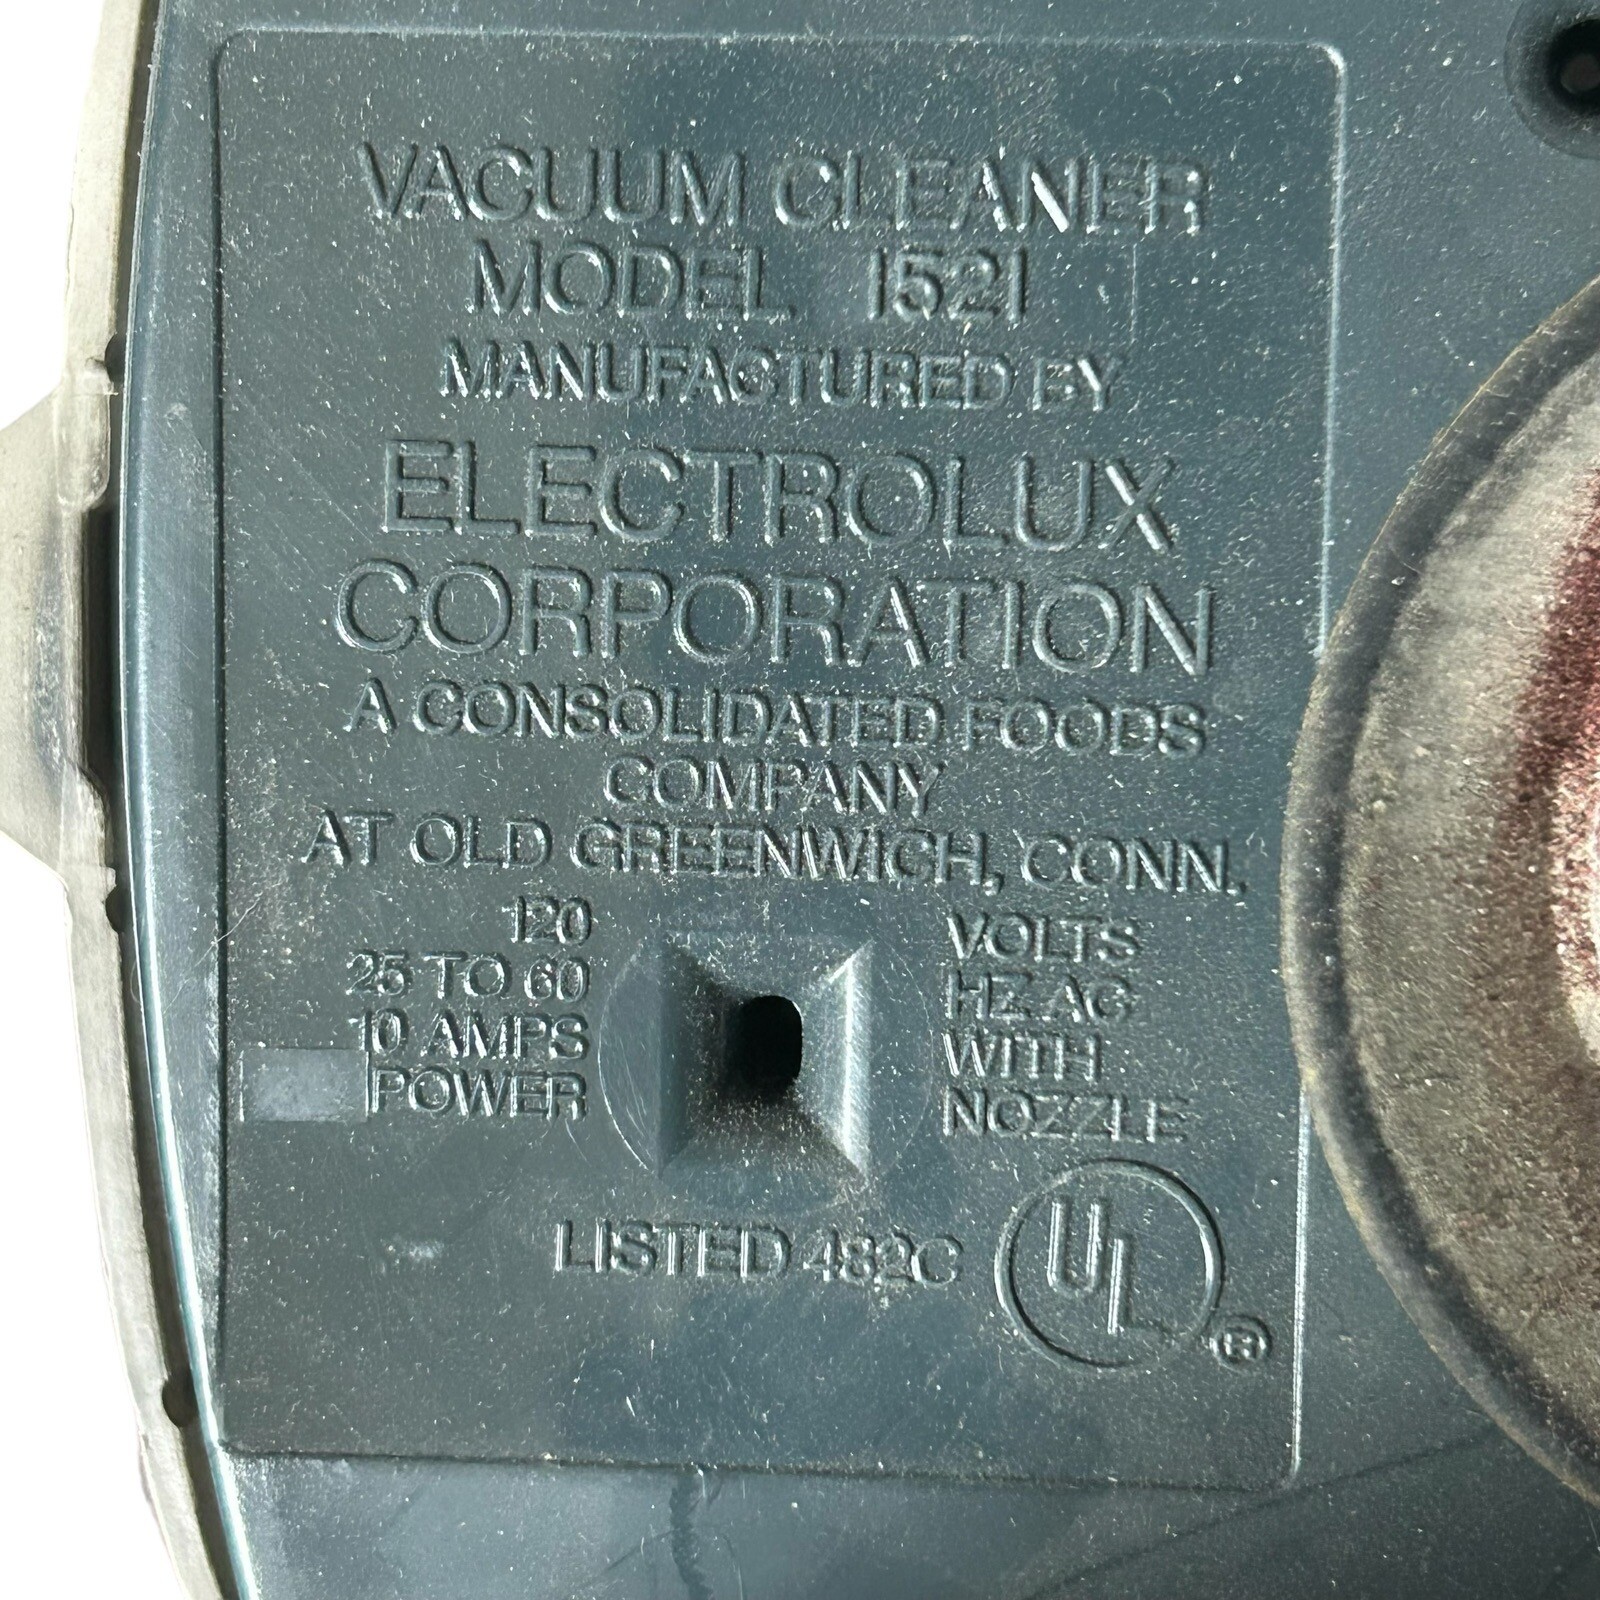 VACUUM CLEANER
MODEL 1521
MANUFACTURED BY
ELECTROLUX
CORPORATION
A CONSOLIDATED FOODS
COMPANY
AT OLD GREENWICH, CONN.
120 VOLTS
25 TO 60 HZ AC
10 AMPS WITH
POWER NOZZLE
LISTED 482C UL ®